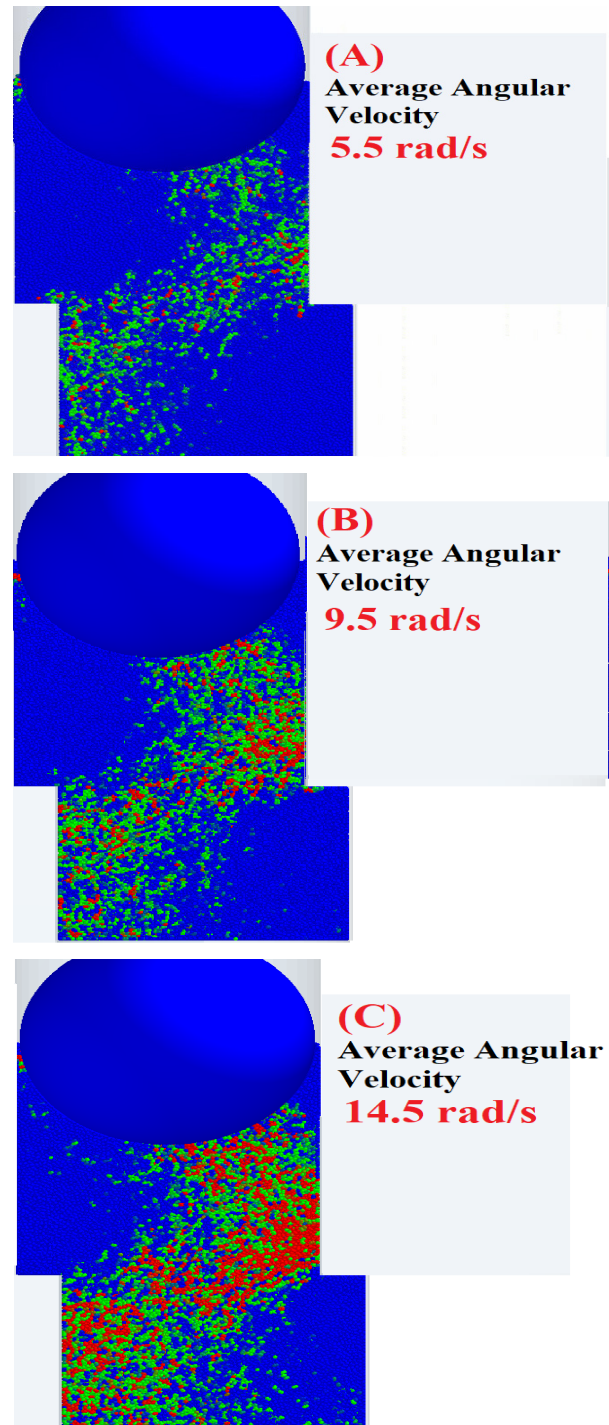 (A)
Average Angular
Velocity
5.5 rad/s
(B)
Average Angular
Velocity
9.5 rad/s
(C)
Average Angular
Velocity
14.5 rad/s